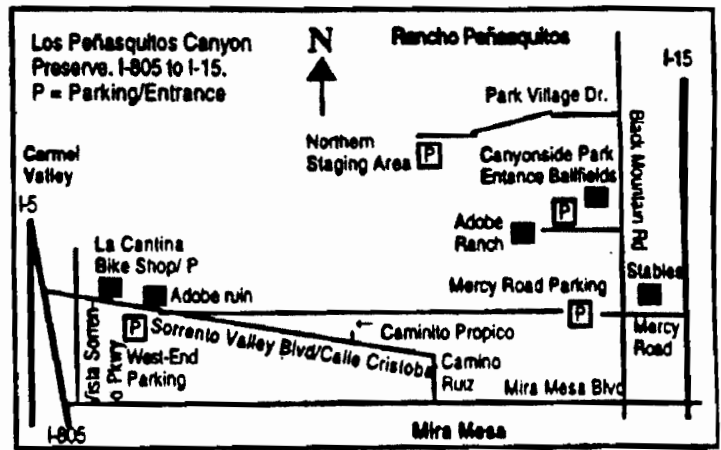 Los Peñasquitos Canyon
Preserve. I-805 to I-15.
P = Parking/Entrance
N
Rancho Peñasquitos
I-15
Park Village Dr.
Northern
Staging Area
P
Canyonside Park
Entance Ballfields
Black Mountain Rd
Carmel
Valley
I-5
P
Adobe
Ranch
La Cantina
Bike Shop/ P
Adobe ruin
Mercy Road Parking
P
Stables
Mercy
Road
Vista Sorren-
o Pkwy
P
West-End
Parking
Sorrento Valley Blvd/Calle Cristoba
Caminito Propico
Camino
Ruiz
Mira Mesa Blvd
I-805
Mira Mesa